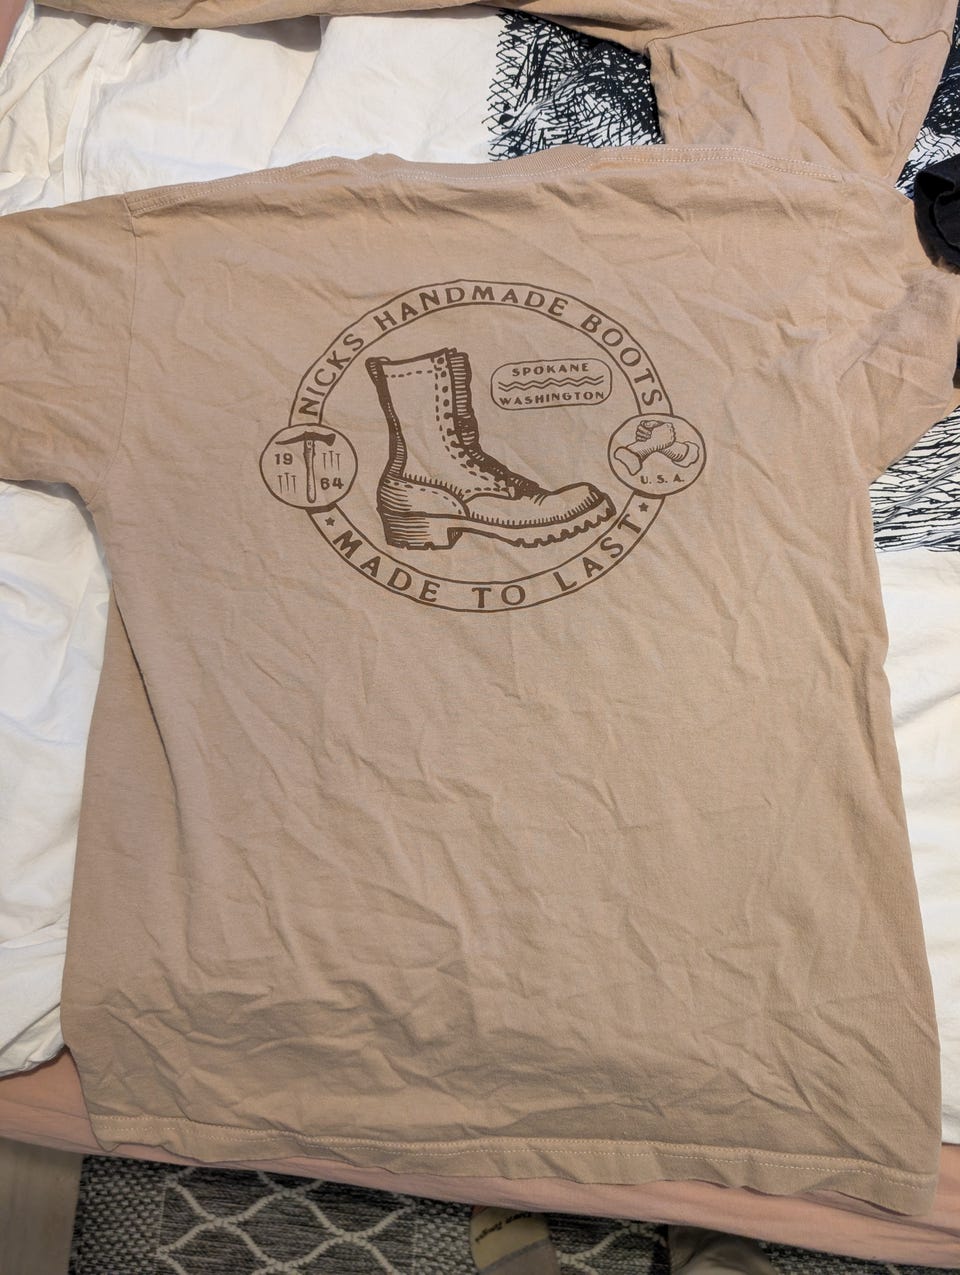 NICKS HANDMADE BOOTS
SPOKANE
WASHINGTON
19
64
U. S. A.
MADE TO LAST